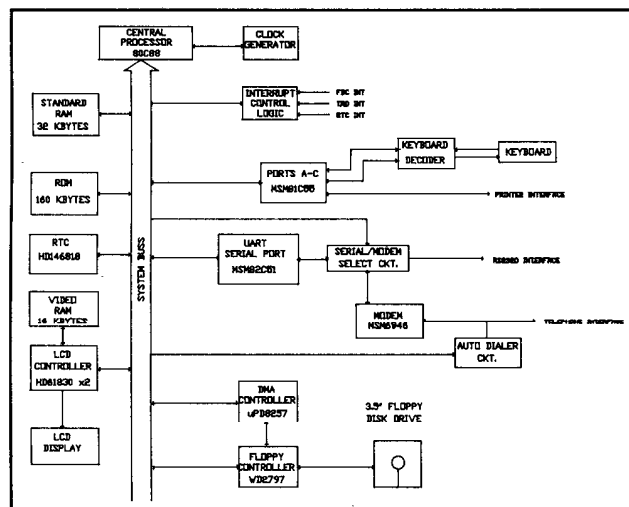 CENTRAL
PROCESSOR
80C88
CLOCK
GENERATOR
STANDARD
RAM
32 KBYTES
INTERRUPT
CONTROL
LOGIC
FDC INT
RTC INT
ROM
160 KBYTES
PORTS A-C
MSM81C55
KEYBOARD
DECODER
KEYBOARD
PRINTER INTERFACE
RTC
HD146818
SYSTEM BUSS
UART
SERIAL PORT
MSM82C51
SERIAL/MODEM
SELECT CKT.
RS232D INTERFACE
VIDEO
RAM
16 KBYTES
MODEM
MSM6946
TELEPHONE INTERFACE
LCD
CONTROLLER
HD61830 x2
AUTO DIALER
CKT.
LCD
DISPLAY
DMA
CONTROLLER
uPD8257
3.5" FLOPPY
DISK DRIVE
FLOPPY
CONTROLLER
WD2797